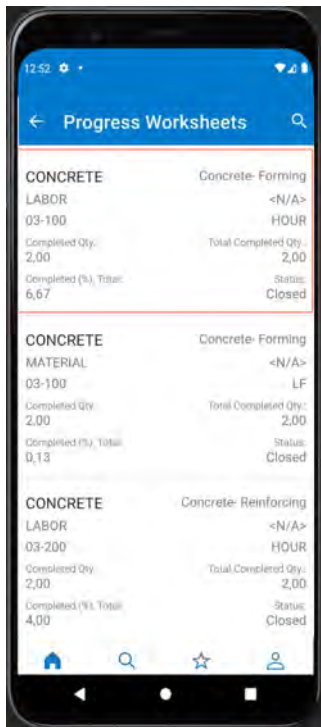 12:52
Progress Worksheets
CONCRETE Concrete- Forming
LABOR <N/A>
03-100 HOUR
Completed Qty.: Total Completed Qty.:
2,00 2,00
Completed (%), Total: Status:
6,67 Closed
CONCRETE Concrete- Forming
MATERIAL <N/A>
03-100 LF
Completed Qty.: Total Completed Qty.:
2,00 2,00
Completed (%), Total: Status:
0,13 Closed
CONCRETE Concrete- Reinforcing
LABOR <N/A>
03-200 HOUR
Completed Qty.: Total Completed Qty.:
2,00 2,00
Completed (%), Total: Status:
4,00 Closed